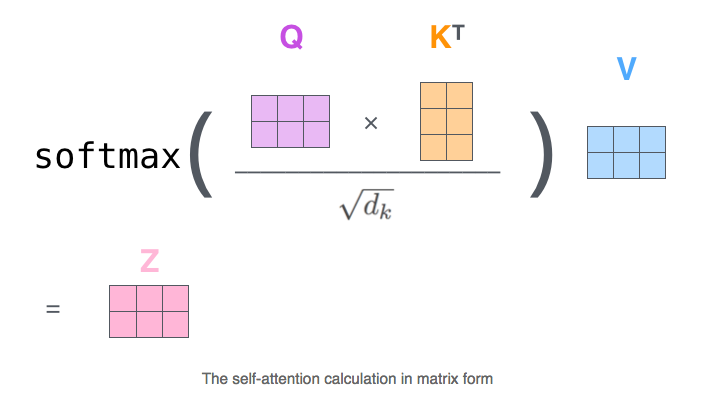 Q
Kᵀ
V
softmax( × )
√dₖ
=
Z
The self-attention calculation in matrix form